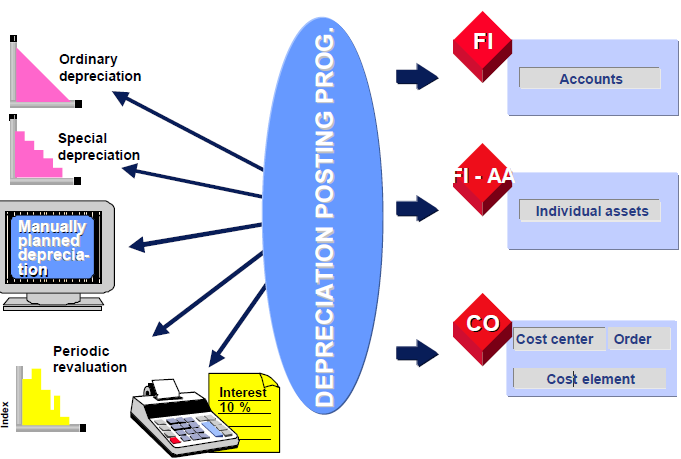 Ordinary
depreciation
Special
depreciation
Manually
planned
deprecia-
tion
Periodic
revaluation
Index
Interest
10 %
DEPRECIATION POSTING PROG.
FI
Accounts
FI - AA
Individual assets
CO
Cost center
Order
Cost element